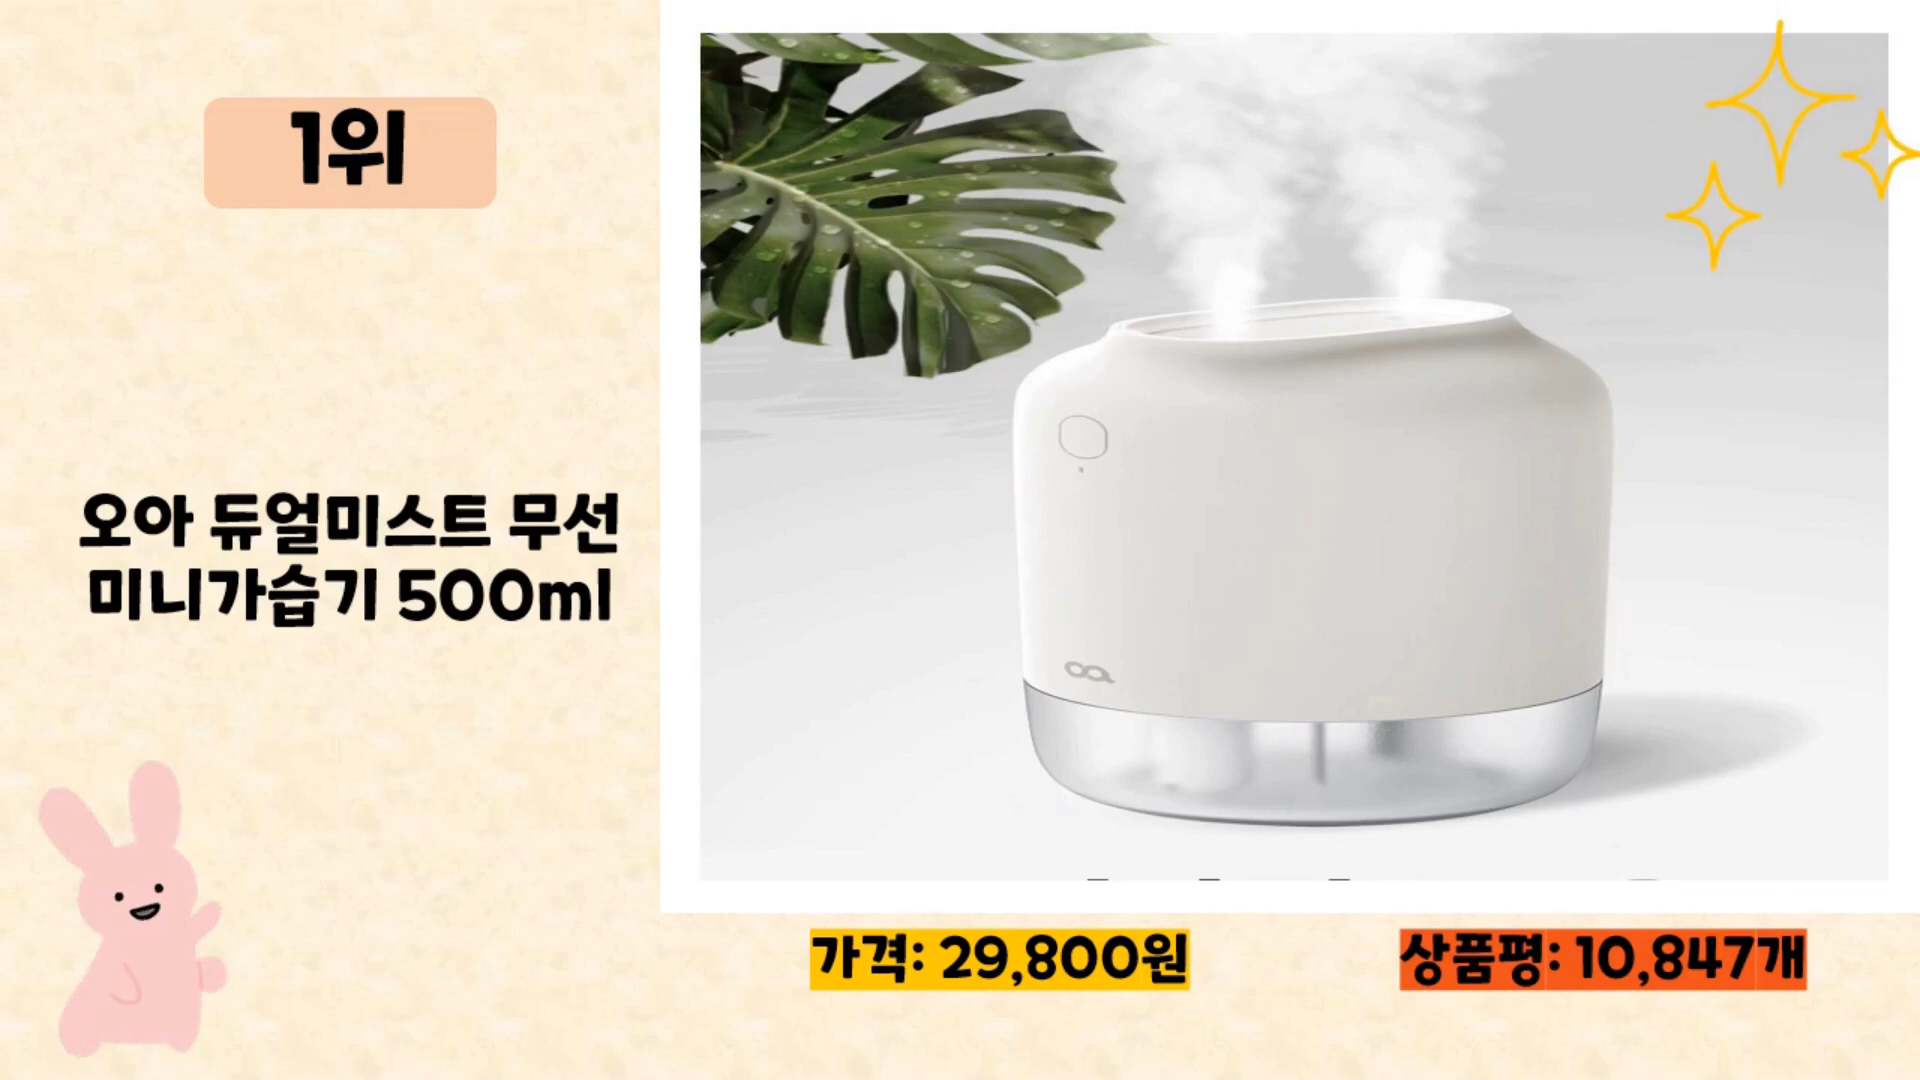 1위
오아 듀얼미스트 무선
미니가습기 500ml
oa
가격: 29,800원
상품평: 10,847개